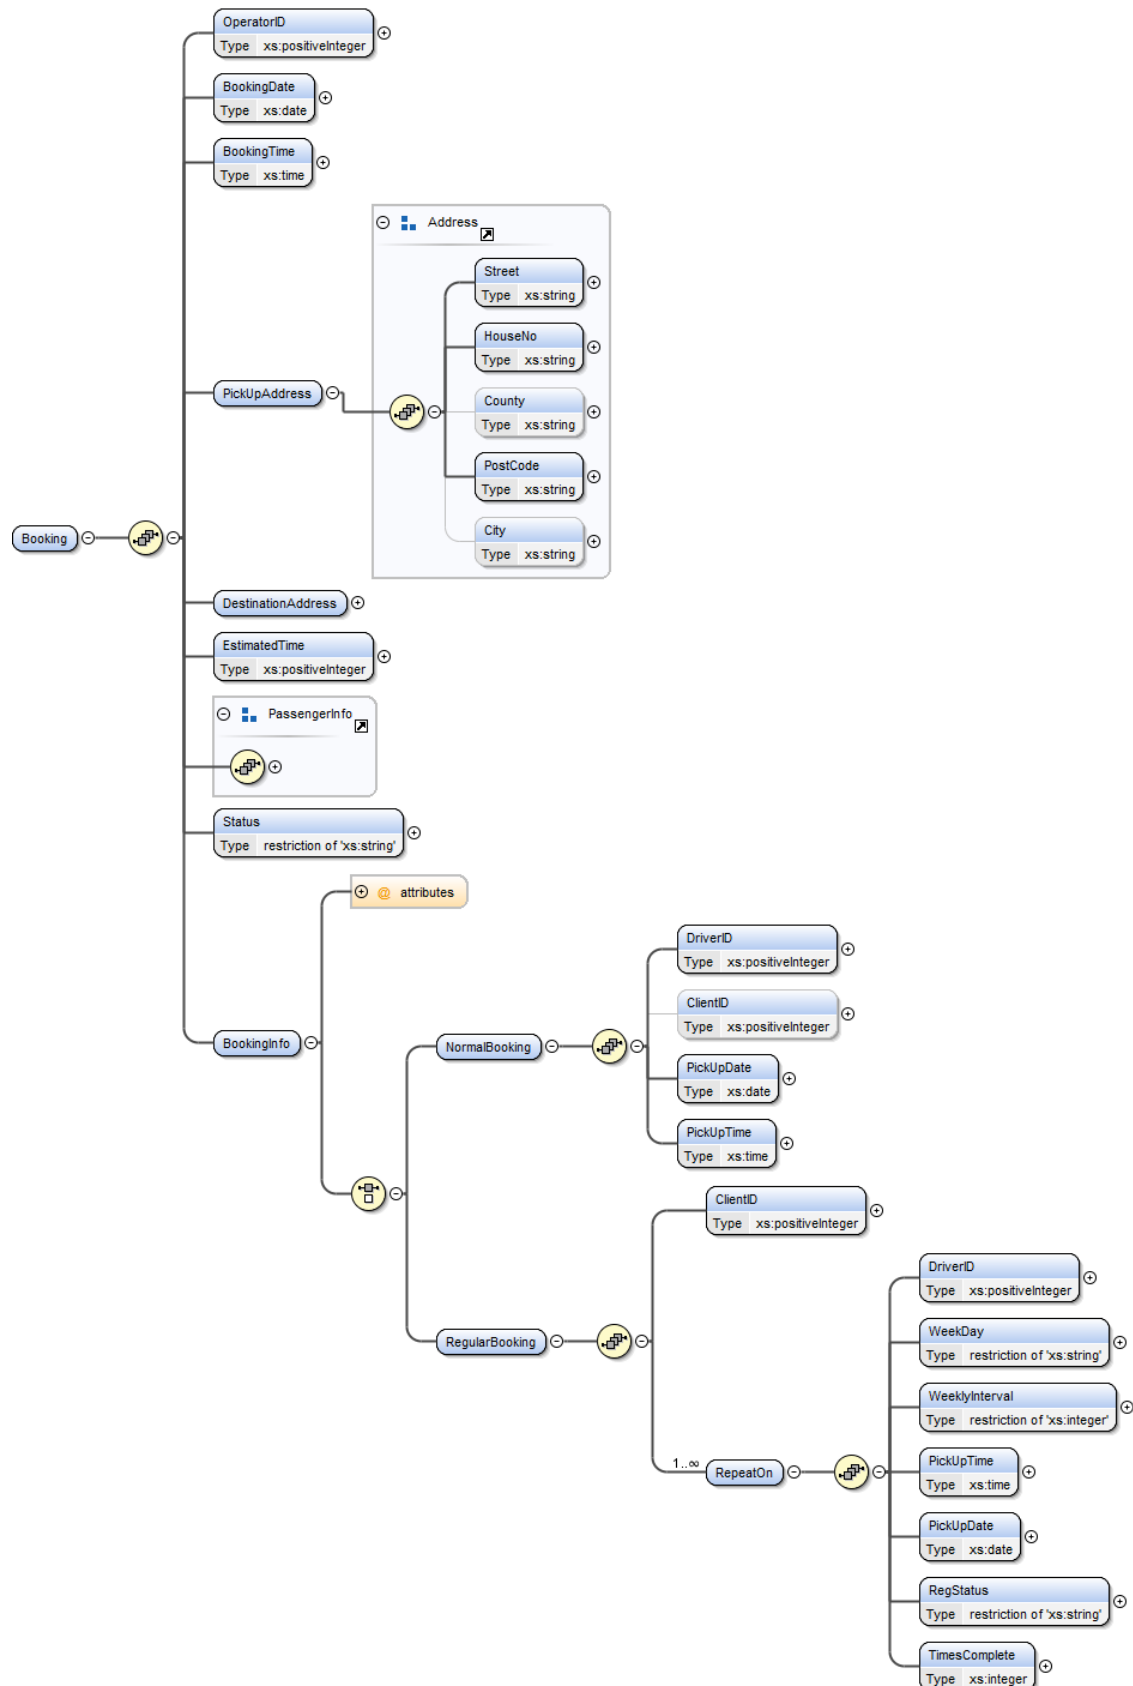 OperatorID
Type xs:positiveInteger
BookingDate
Type xs:date
BookingTime
Type xs:time
Address
Street
Type xs:string
HouseNo
Type xs:string
PickUpAddress
County
Type xs:string
PostCode
Type xs:string
City
Type xs:string
Booking
DestinationAddress
EstimatedTime
Type xs:positiveInteger
PassengerInfo
Status
Type restriction of 'xs:string'
@ attributes
BookingInfo
NormalBooking
DriverID
Type xs:positiveInteger
ClientID
Type xs:positiveInteger
PickUpDate
Type xs:date
PickUpTime
Type xs:time
RegularBooking
ClientID
Type xs:positiveInteger
1..∞
RepeatOn
DriverID
Type xs:positiveInteger
WeekDay
Type restriction of 'xs:string'
WeeklyInterval
Type restriction of 'xs:integer'
PickUpTime
Type xs:time
PickUpDate
Type xs:date
RegStatus
Type restriction of 'xs:string'
TimesComplete
Type xs:integer